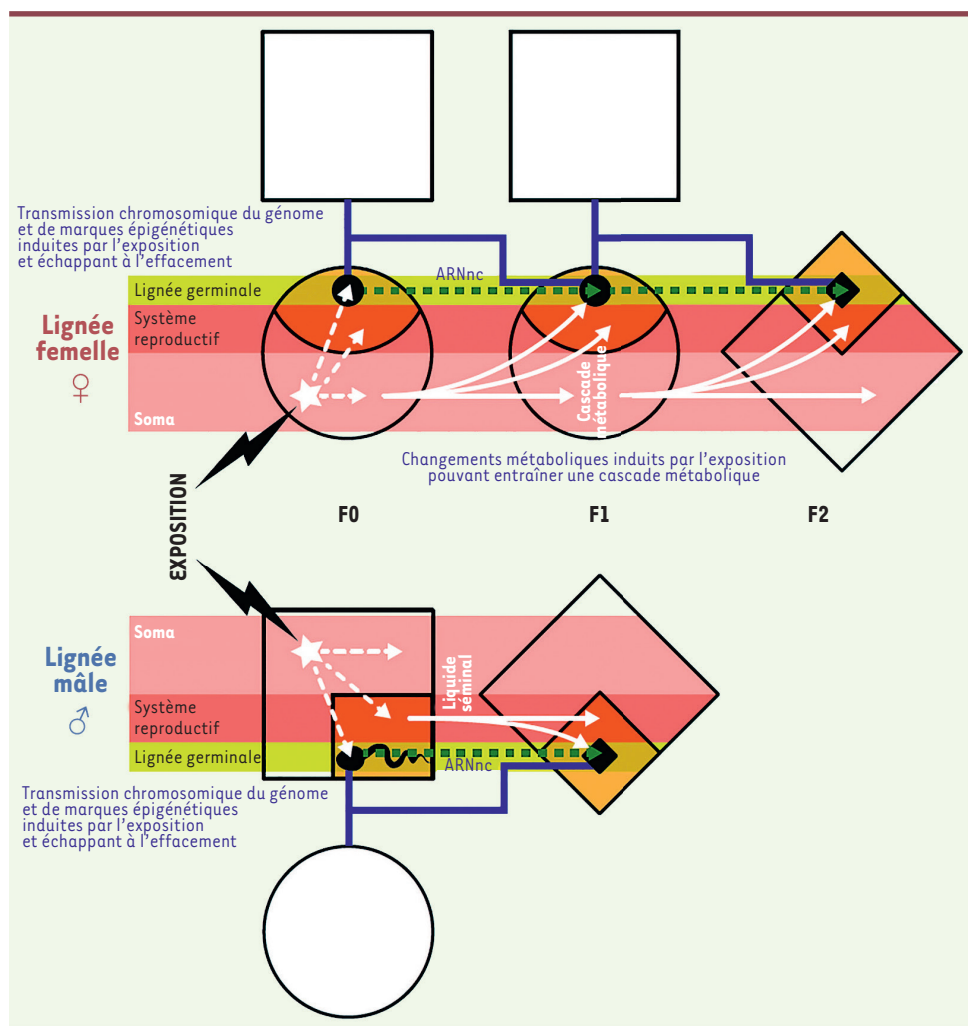 Transmission chromosomique du génome
et de marques épigénétiques
induites par l'exposition
et échappant à l'effacement
ARNnc
Lignée germinale
Système
reproductif
Lignée
femelle
♀
Soma
Cascade
métabolique
Changements métaboliques induits par l'exposition
pouvant entraîner une cascade métabolique
EXPOSITION
F0
F1
F2
Soma
Lignée
mâle
♂
Liquide
séminal
Système
reproductif
Lignée germinale
ARNnc
Transmission chromosomique du génome
et de marques épigénétiques
induites par l'exposition
et échappant à l'effacement